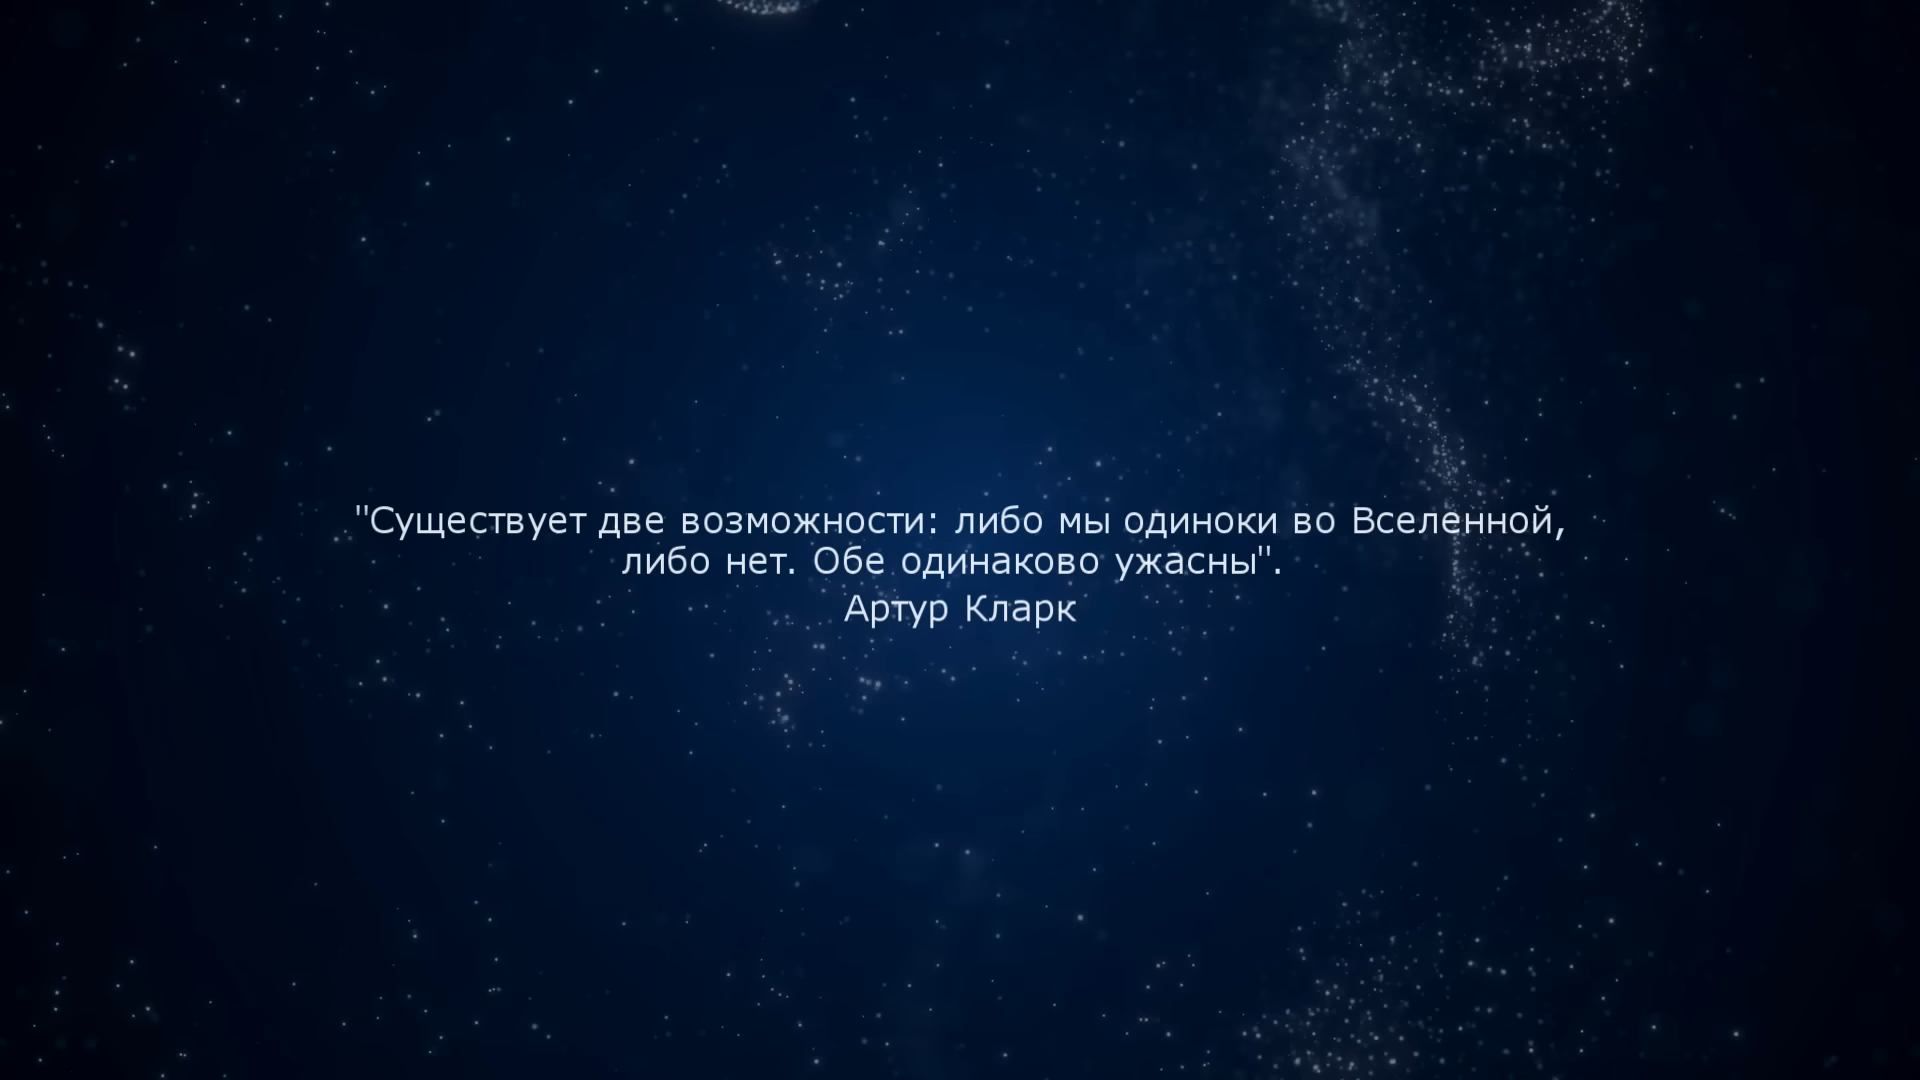 "Существует две возможности: либо мы одиноки во Вселенной,
либо нет. Обе одинаково ужасны".
Артур Кларк